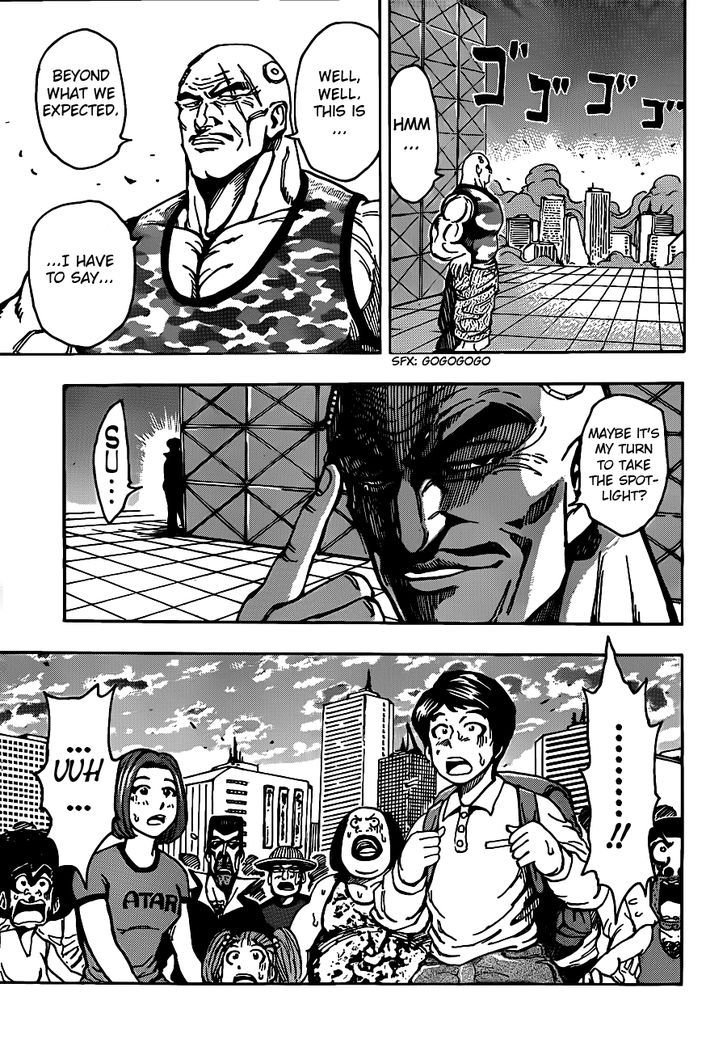 ゴゴゴゴ
HMM
...
SFX: GOGOGOGO
WELL,
WELL.
THIS IS
...
BEYOND
WHAT WE
EXPECTED.
...I HAVE
TO SAY...
MAYBE IT'S
MY TURN
TO TAKE
THE SPOT-
LIGHT?
SU...
.........!!
...
UUH
...
ATARI